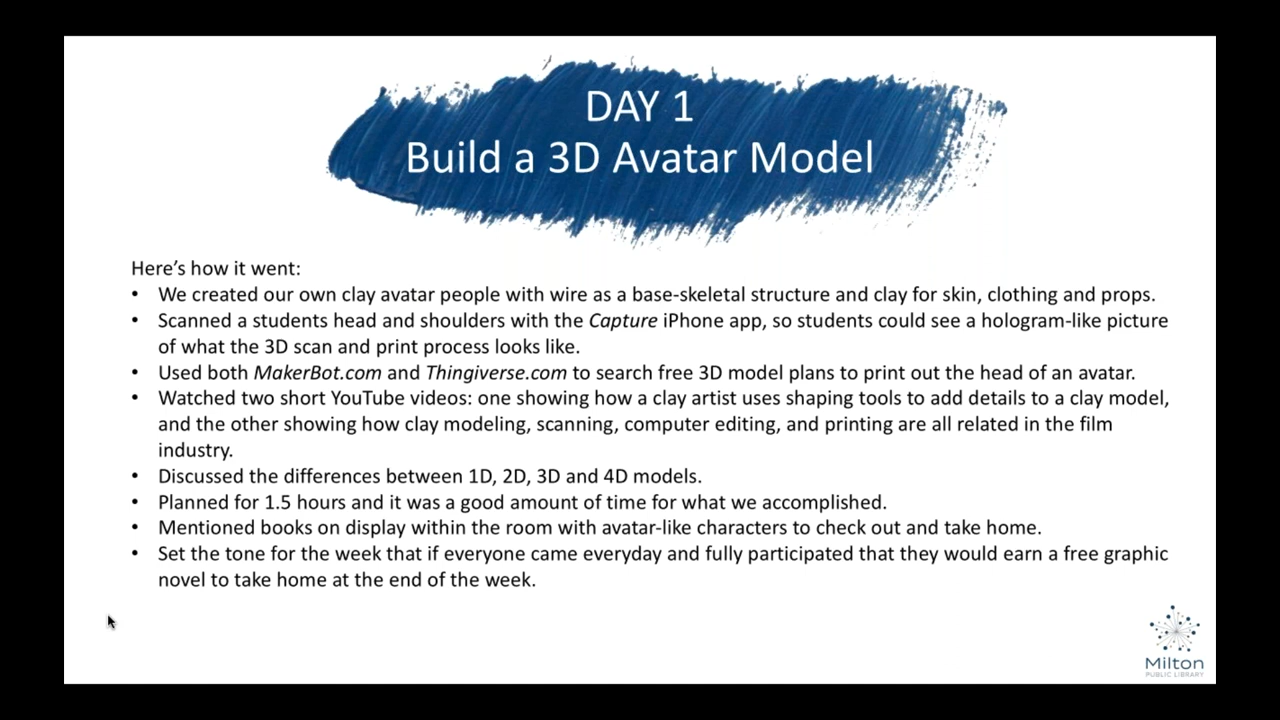 DAY 1
Build a 3D Avatar Model
Here’s how it went:
• We created our own clay avatar people with wire as a base-skeletal structure and clay for skin, clothing and props.
• Scanned a students head and shoulders with the Capture iPhone app, so students could see a hologram-like picture
of what the 3D scan and print process looks like.
• Used both MakerBot.com and Thingiverse.com to search free 3D model plans to print out the head of an avatar.
• Watched two short YouTube videos: one showing how a clay artist uses shaping tools to add details to a clay model,
and the other showing how clay modeling, scanning, computer editing, and printing are all related in the film
industry.
• Discussed the differences between 1D, 2D, 3D and 4D models.
• Planned for 1.5 hours and it was a good amount of time for what we accomplished.
• Mentioned books on display within the room with avatar-like characters to check out and take home.
• Set the tone for the week that if everyone came everyday and fully participated that they would earn a free graphic
novel to take home at the end of the week.
Milton
PUBLIC LIBRARY